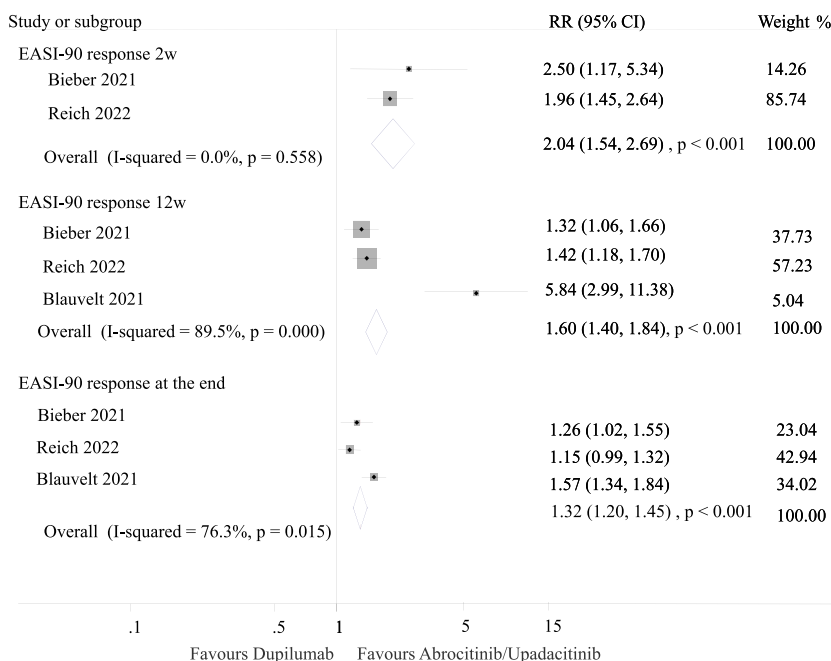 Study or subgroup RR (95% CI) Weight %
EASI-90 response 2w
Bieber 2021 2.50 (1.17, 5.34) 14.26
Reich 2022 1.96 (1.45, 2.64) 85.74
Overall (I-squared = 0.0%, p = 0.558) 2.04 (1.54, 2.69) , p < 0.001 100.00
EASI-90 response 12w
Bieber 2021 1.32 (1.06, 1.66) 37.73
Reich 2022 1.42 (1.18, 1.70) 57.23
Blauvelt 2021 5.84 (2.99, 11.38) 5.04
Overall (I-squared = 89.5%, p = 0.000) 1.60 (1.40, 1.84), p < 0.001 100.00
EASI-90 response at the end
Bieber 2021 1.26 (1.02, 1.55) 23.04
Reich 2022 1.15 (0.99, 1.32) 42.94
Blauvelt 2021 1.57 (1.34, 1.84) 34.02
Overall (I-squared = 76.3%, p = 0.015) 1.32 (1.20, 1.45) , p < 0.001 100.00
.1 .5 1 5 15
Favours Dupilumab Favours Abrocitinib/Upadacitinib